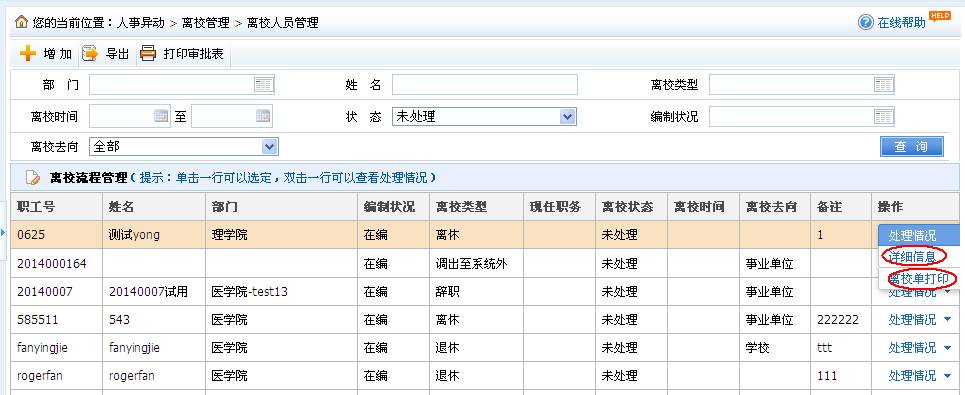 您的当前位置：人事异动 > 离校管理 > 离校人员管理 在线帮助 HELP
增 加 导出 打印审批表
部 门 姓 名 离校类型
离校时间 至 状 态 未处理 编制状况
离校去向 全部 查 询
离校流程管理（提示：单击一行可以选定，双击一行可以查看处理情况）
职工号 姓名 部门 编制状况 离校类型 现任职务 离校状态 离校时间 离校去向 备注 操作
0625 测试yong 理学院 在编 离休 未处理 1 处理情况
详细信息
2014000164 在编 调出至系统外 未处理 事业单位
离校单打印
20140007 20140007试用 医学院-test13 在编 辞职 未处理 处理情况
585511 543 医学院 在编 离休 未处理 事业单位 222222 处理情况
fanyingjie fanyingjie 医学院 在编 退休 未处理 学校 ttt 处理情况
rogerfan rogerfan 医学院 在编 退休 未处理 111 处理情况